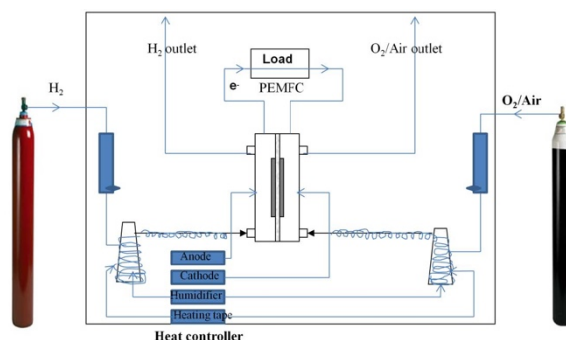 H2 outlet
O2/Air outlet
Load
PEMFC
e-
H2
O2/Air
Anode
Cathode
Humidifier
Heating tape
Heat controller